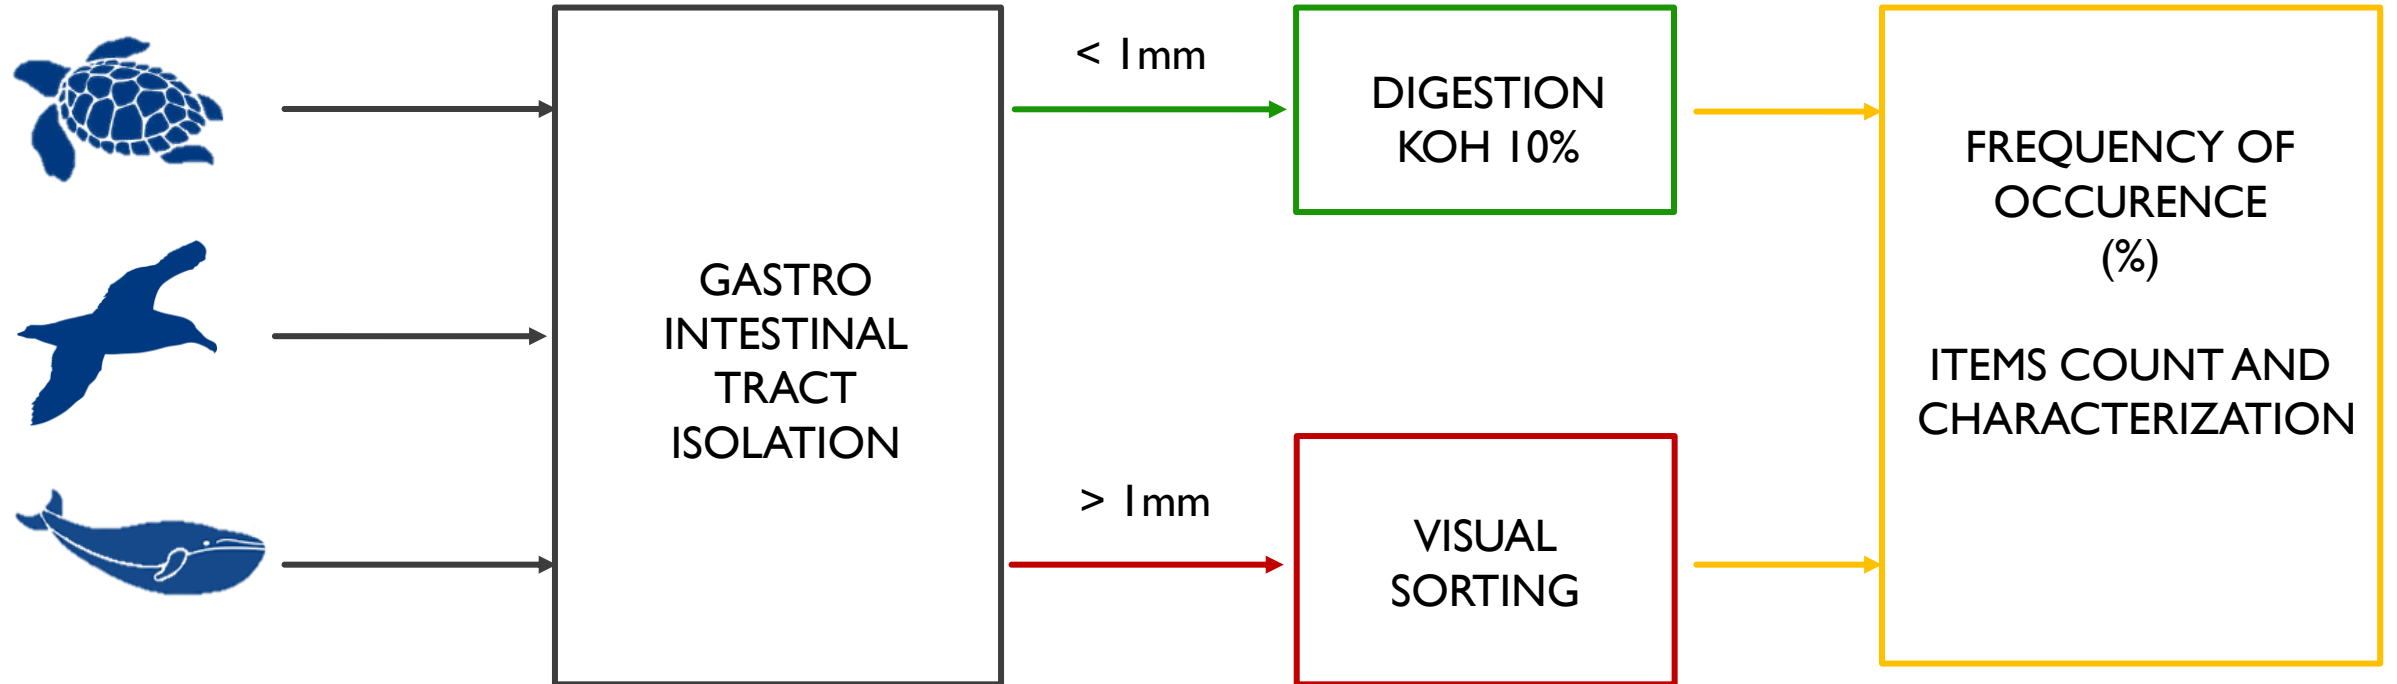 GASTRO
INTESTINAL
TRACT
ISOLATION
< 1mm
DIGESTION
KOH 10%
> 1mm
VISUAL
SORTING
FREQUENCY OF
OCCURENCE
(%)
ITEMS COUNT AND
CHARACTERIZATION